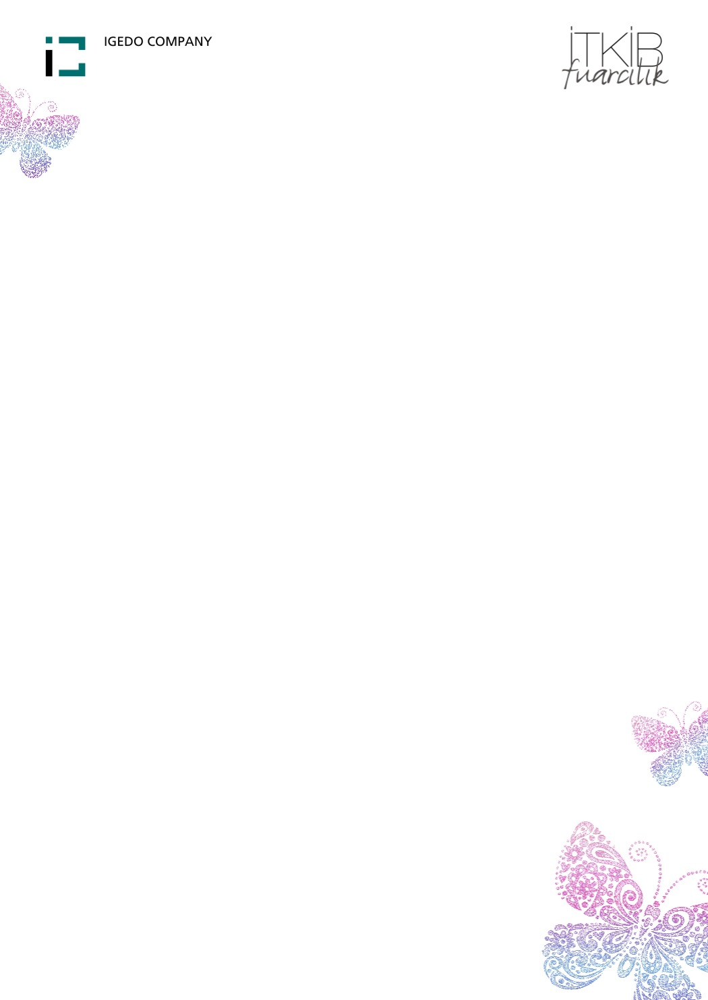 IGEDO COMPANY
İTKİB
fuarcılık